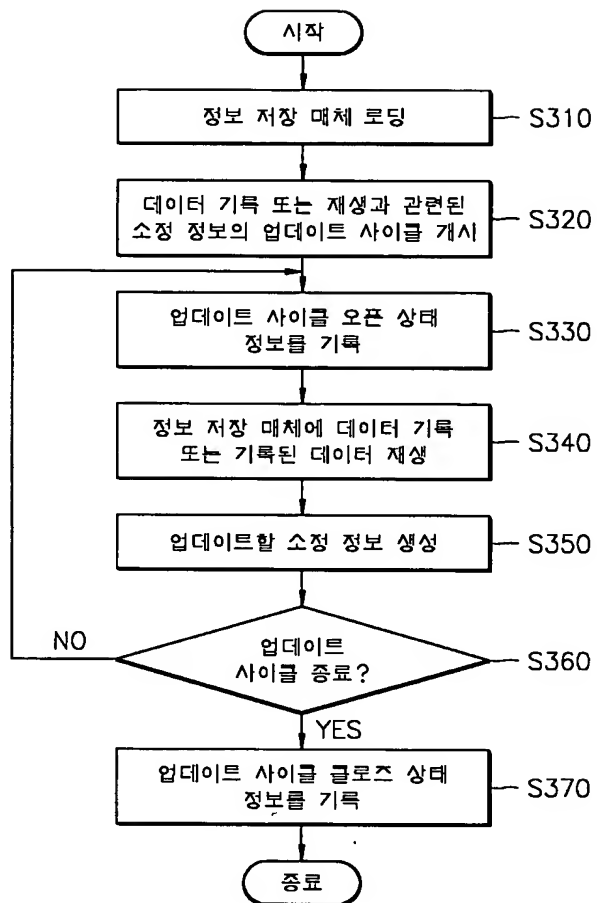 시작
정보 저장 매체 로딩
S310
데이터 기록 또는 재생과 관련된
소정 정보의 업데이트 사이클 개시
S320
업데이트 사이클 오픈 상태
정보를 기록
S330
정보 저장 매체에 데이터 기록
또는 기록된 데이터 재생
S340
업데이트할 소정 정보 생성
S350
업데이트
사이클 종료?
S360
NO
YES
업데이트 사이클 클로즈 상태
정보를 기록
S370
종료